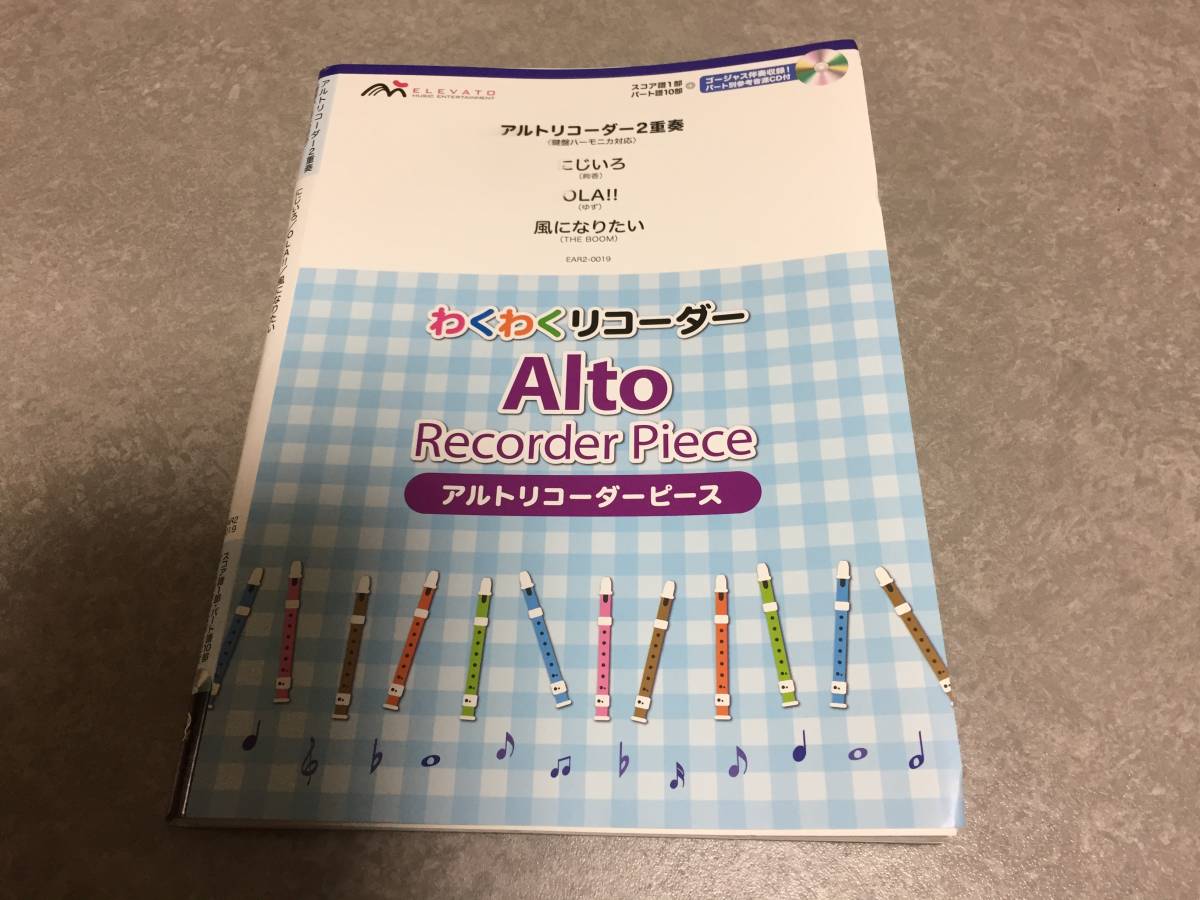 ELEVATO
MUSIC ENTERTAINMENT
スコア譜1部
パート譜10部
+
ゴージャス伴奏収録!
パート別参考音源CD付
アルトリコーダー2重奏
〈鍵盤ハーモニカ対応〉
にじいろ
(絢香)
OLA!!
(ゆず)
風になりたい
(THE BOOM)
EAR2-0019
わくわくリコーダー
Alto
Recorder Piece
アルトリコーダーピース
アルトリコーダー2重奏
にじいろ/OLA!!/風になりたい
スコア譜1部・パート譜10部